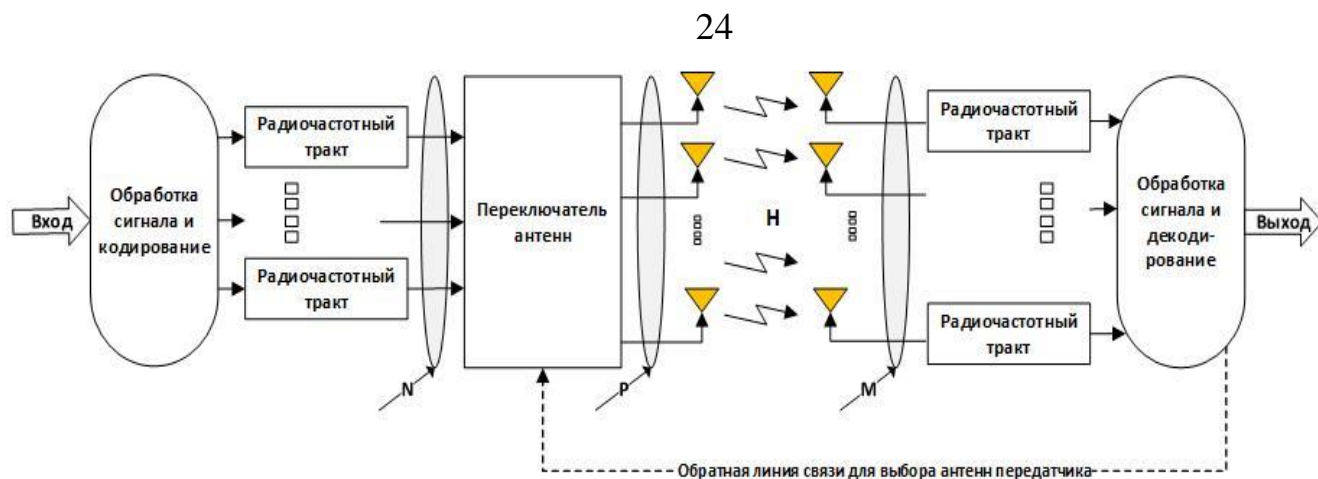 24
Вход
Обработка
сигнала и
кодирование
Радиочастотный
тракт
Радиочастотный
тракт
N
Переключатель
антенн
P
H
M
Радиочастотный
тракт
Радиочастотный
тракт
Обработка
сигнала и
декоди-
рование
Выход
Обратная линия связи для выбора антенн передатчика